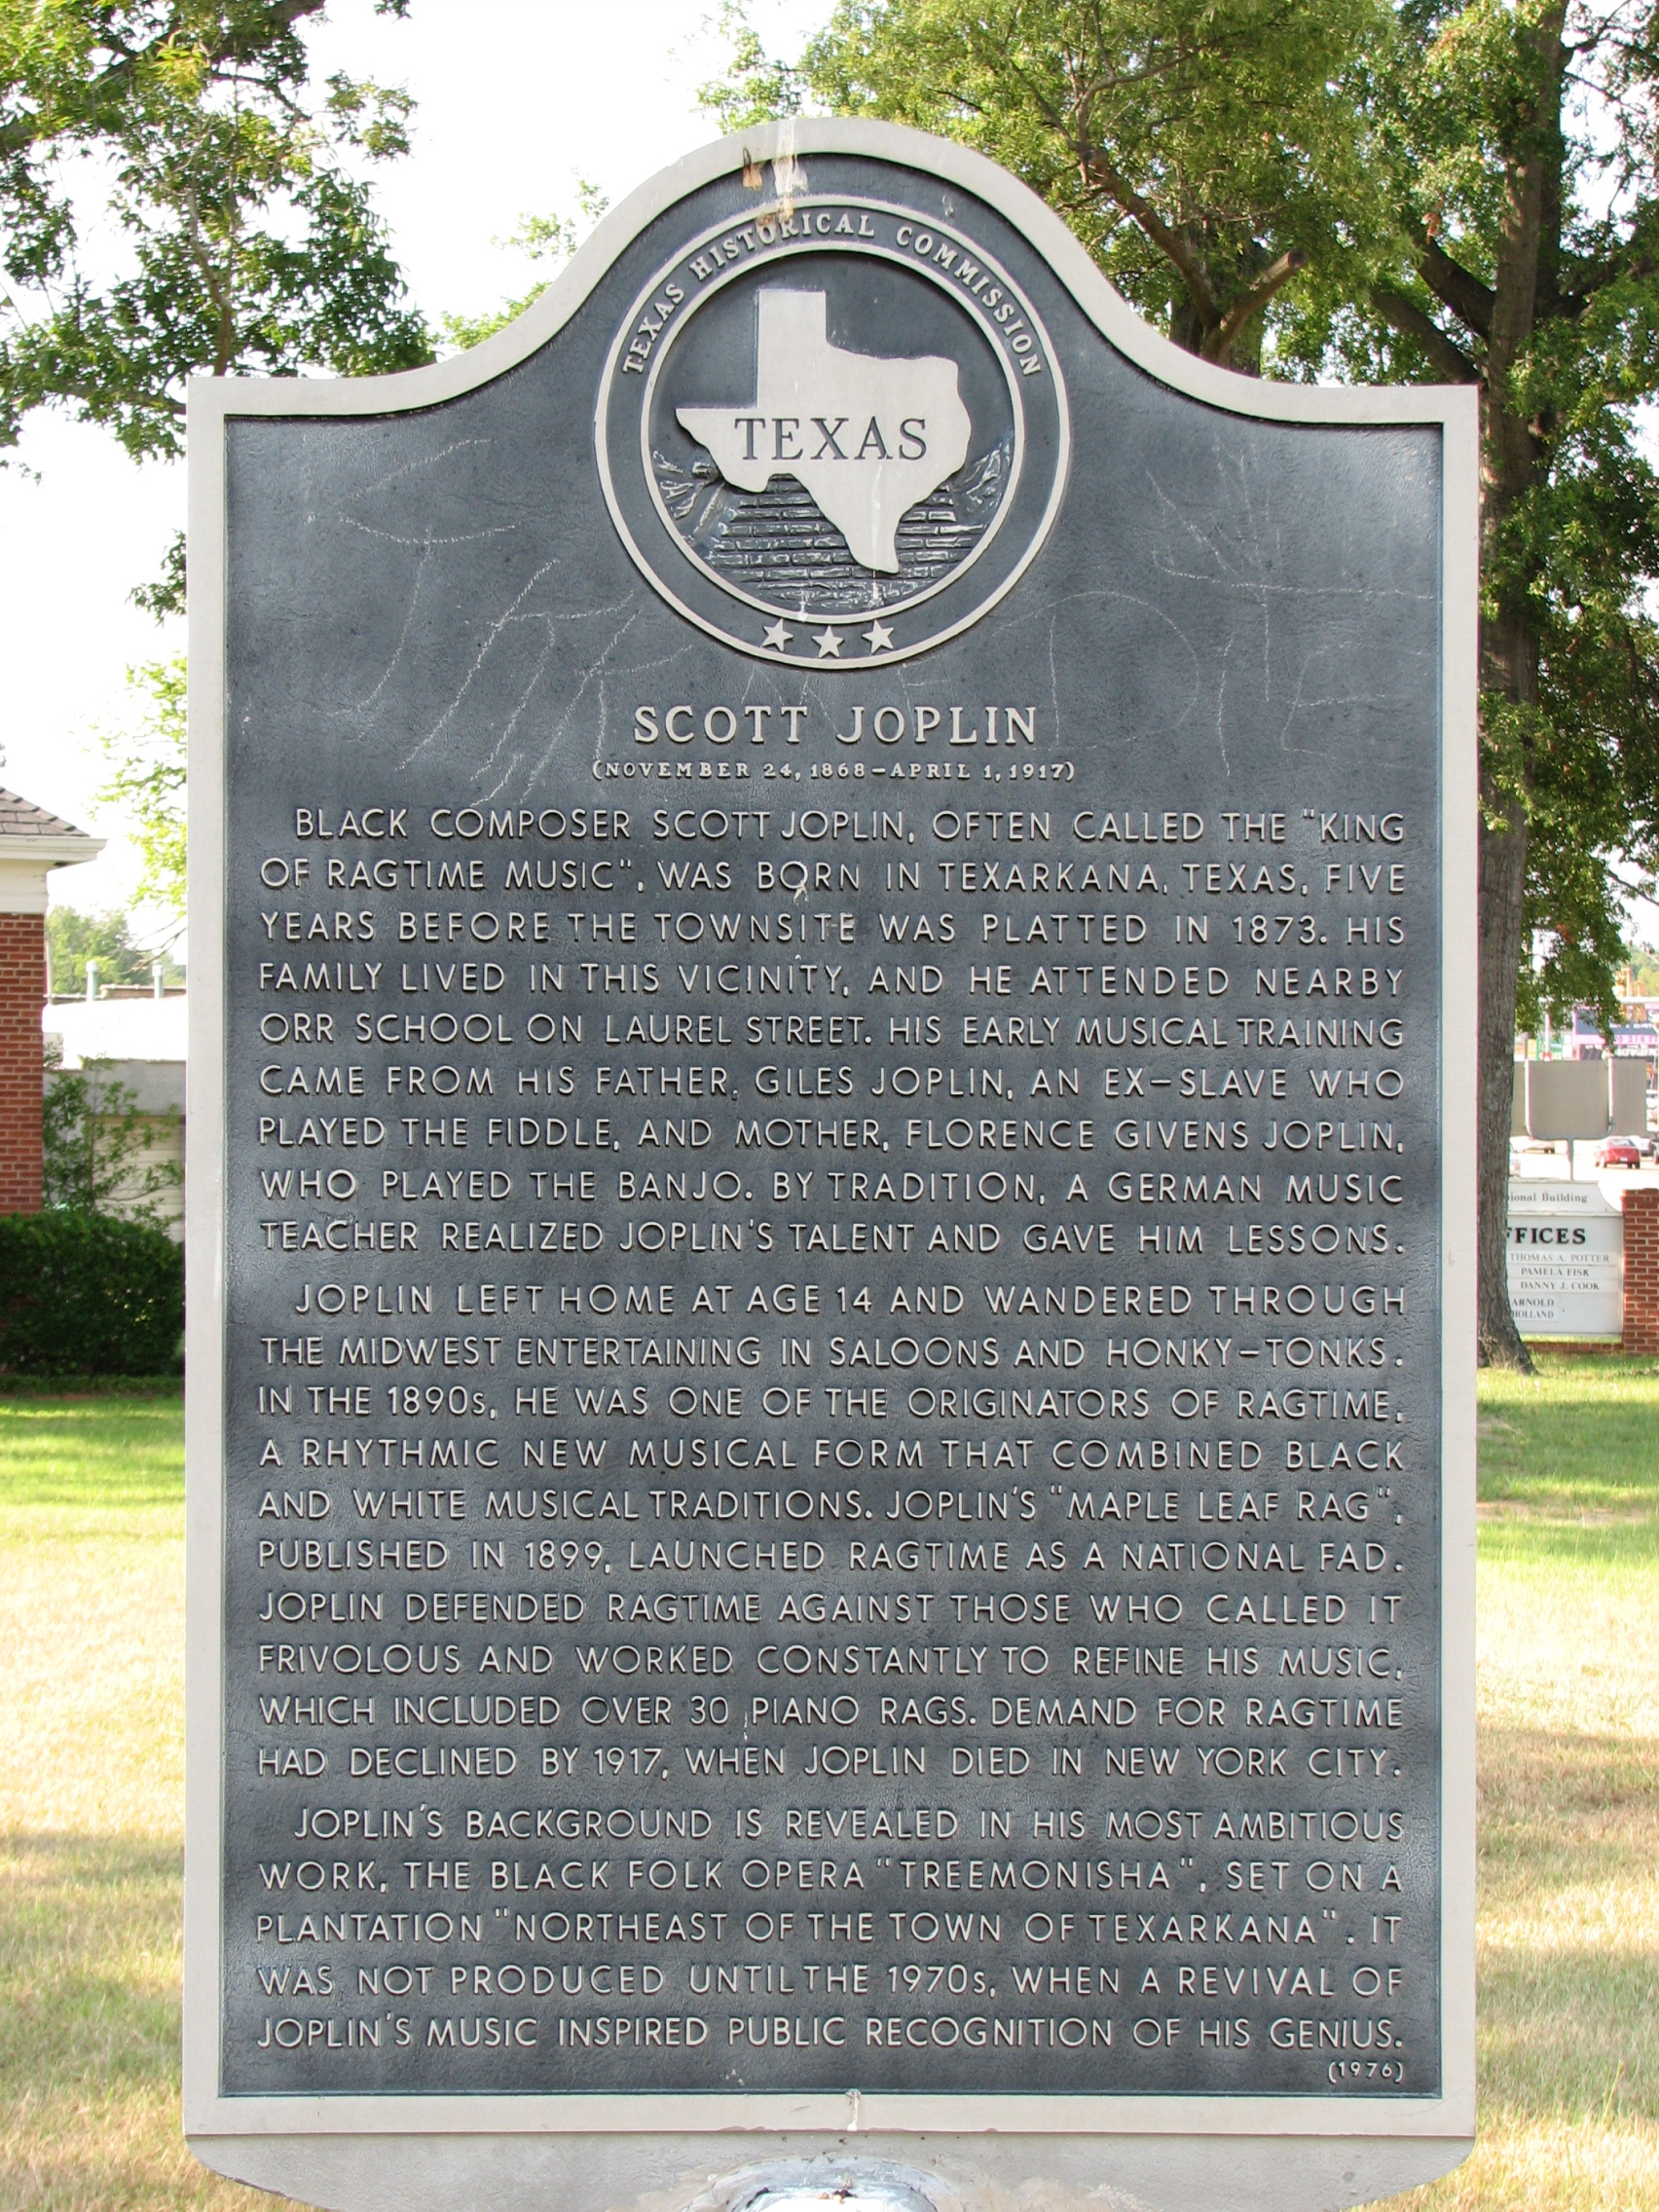 TEXAS HISTORICAL COMMISSION
TEXAS
SCOTT JOPLIN
(NOVEMBER 24, 1868–APRIL 1, 1917)
BLACK COMPOSER SCOTT JOPLIN, OFTEN CALLED THE "KING
OF RAGTIME MUSIC", WAS BORN IN TEXARKANA, TEXAS, FIVE
YEARS BEFORE THE TOWNSITE WAS PLATTED IN 1873. HIS
FAMILY LIVED IN THIS VICINITY, AND HE ATTENDED NEARBY
ORR SCHOOL ON LAUREL STREET. HIS EARLY MUSICAL TRAINING
CAME FROM HIS FATHER, GILES JOPLIN, AN EX–SLAVE WHO
PLAYED THE FIDDLE, AND MOTHER, FLORENCE GIVENS JOPLIN,
WHO PLAYED THE BANJO. BY TRADITION, A GERMAN MUSIC
TEACHER REALIZED JOPLIN'S TALENT AND GAVE HIM LESSONS.
JOPLIN LEFT HOME AT AGE 14 AND WANDERED THROUGH
THE MIDWEST ENTERTAINING IN SALOONS AND HONKY–TONKS.
IN THE 1890s, HE WAS ONE OF THE ORIGINATORS OF RAGTIME,
A RHYTHMIC NEW MUSICAL FORM THAT COMBINED BLACK
AND WHITE MUSICAL TRADITIONS. JOPLIN'S "MAPLE LEAF RAG",
PUBLISHED IN 1899, LAUNCHED RAGTIME AS A NATIONAL FAD.
JOPLIN DEFENDED RAGTIME AGAINST THOSE WHO CALLED IT
FRIVOLOUS AND WORKED CONSTANTLY TO REFINE HIS MUSIC,
WHICH INCLUDED OVER 30 PIANO RAGS. DEMAND FOR RAGTIME
HAD DECLINED BY 1917, WHEN JOPLIN DIED IN NEW YORK CITY.
JOPLIN'S BACKGROUND IS REVEALED IN HIS MOST AMBITIOUS
WORK, THE BLACK FOLK OPERA "TREEMONISHA", SET ON A
PLANTATION "NORTHEAST OF THE TOWN OF TEXARKANA". IT
WAS NOT PRODUCED UNTIL THE 1970s, WHEN A REVIVAL OF
JOPLIN'S MUSIC INSPIRED PUBLIC RECOGNITION OF HIS GENIUS.
(1976)
Building
FFICES
THOMAS A. POTTER
PAMELA FISK
DANNY J. COOK
ARNOLD
HOLLAND